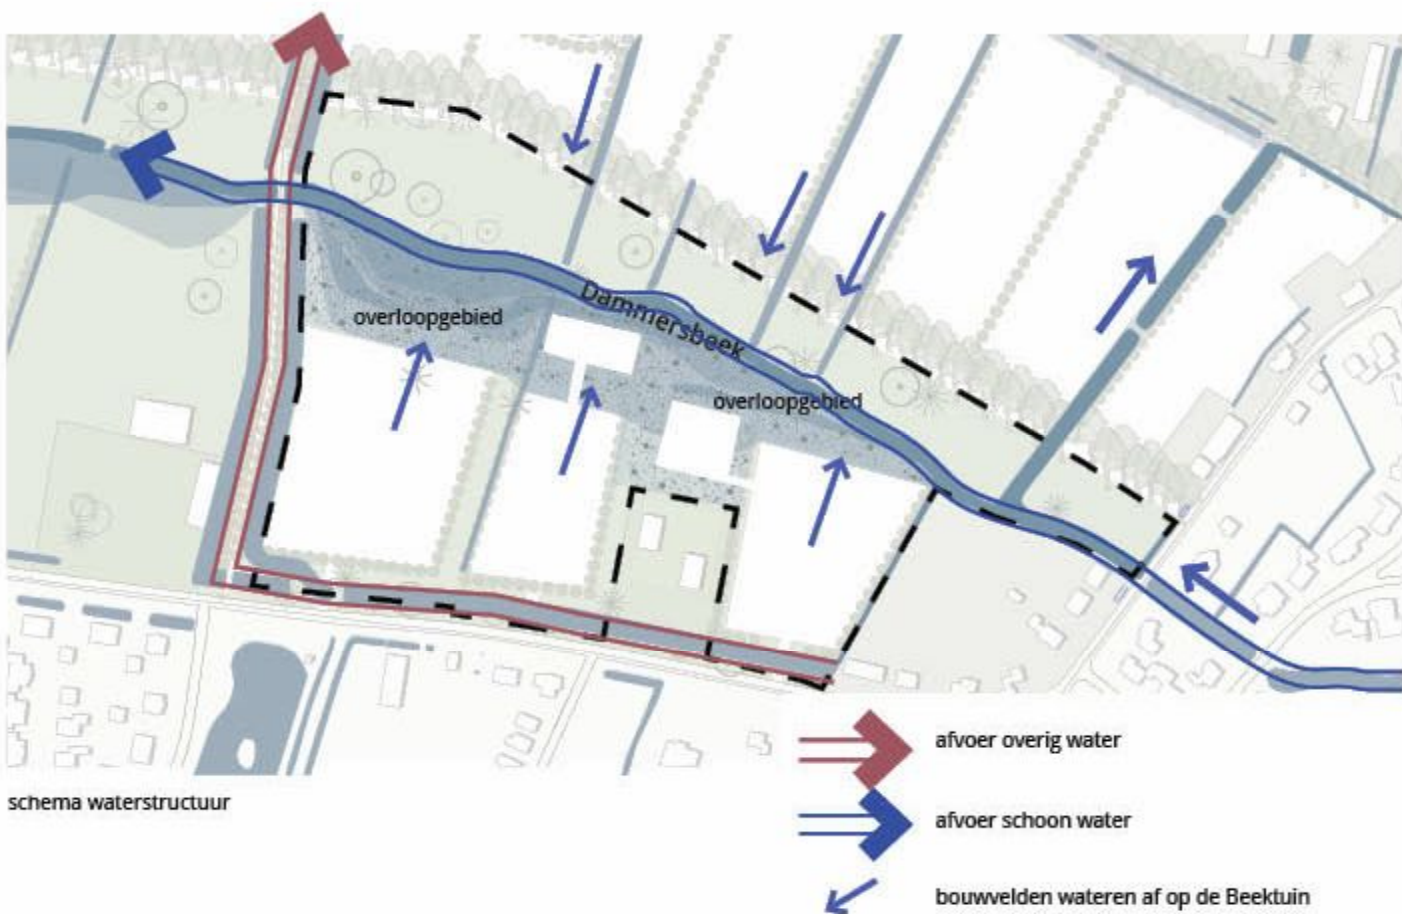 overloopgebied
Dammersbeek
overloopgebied
afvoer overig water
schema waterstructuur
afvoer schoon water
bouwvelden wateren af op de Beektuin